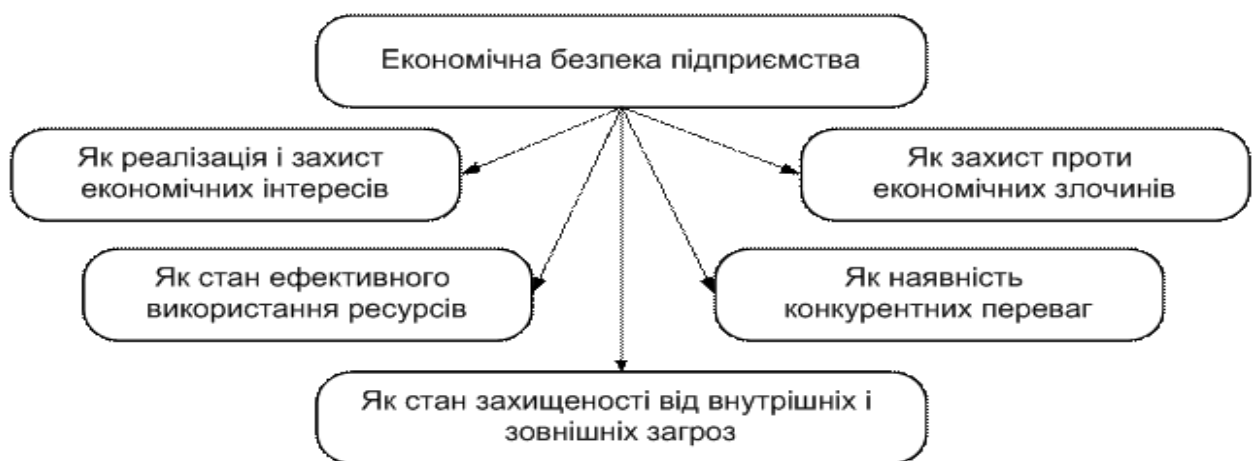 Економічна безпека підприємства
Як реалізація і захист
економічних інтересів
Як захист проти
економічних злочинів
Як стан ефективного
використання ресурсів
Як наявність
конкурентних переваг
Як стан захищеності від внутрішніх і
зовнішніх загроз